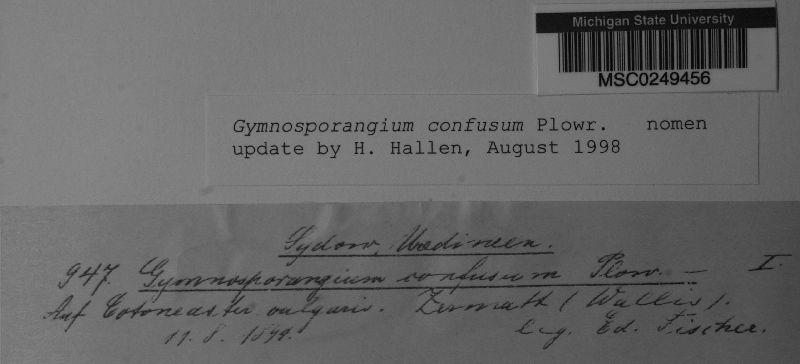 Michigan State University
MSC0249456
Gymnosporangium confusum Plowr. nomen
update by H. Hallen, August 1998
Sydow, Uredineen.
947. Gymnosporangium confusum Plow. — I.
Auf Cotoneaster vulgaris. Zermatt (Wallis).
11. 8. 1894. leg. Ed. Fischer.